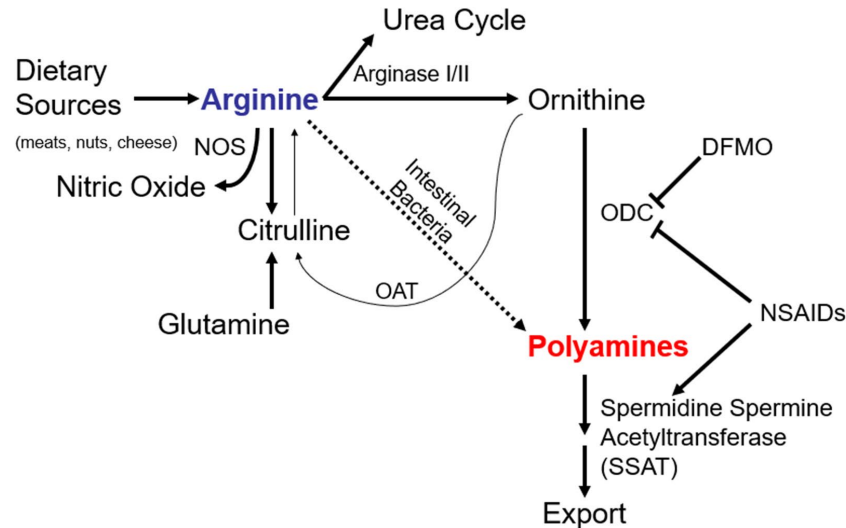 Urea Cycle
Dietary
Sources
Arginine
Arginase I/II
Ornithine
(meats, nuts, cheese)
NOS
DFMO
Nitric Oxide
Intestinal
Bacteria
ODC
Citrulline
OAT
Glutamine
NSAIDs
Polyamines
Spermidine Spermine
Acetyltransferase
(SSAT)
Export